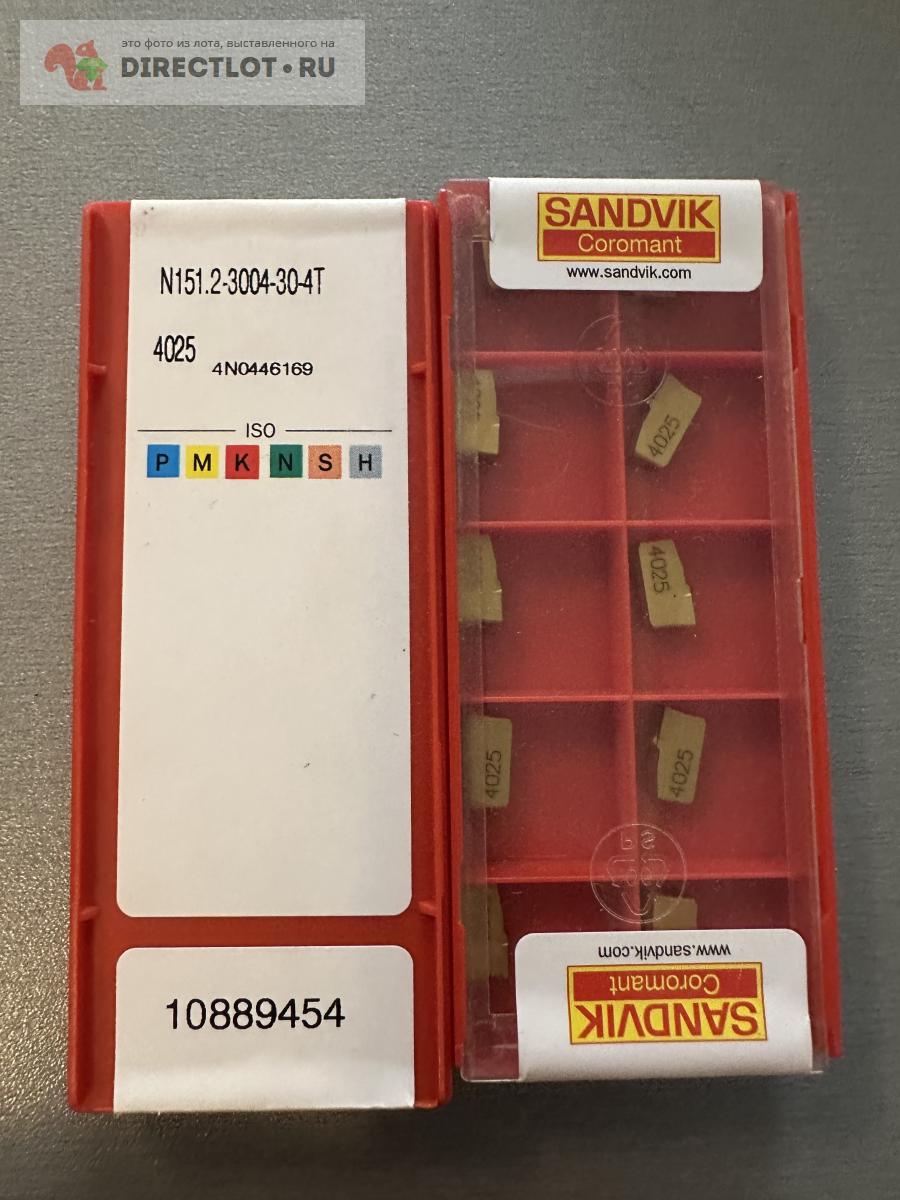 это фото из лота, выставленного на
DIRECTLOT•RU
N151.2-3004-30-4T
4025
4N0446169
ISO
P M K N S H
10889454
SANDVIK
Coromant
www.sandvik.com
4025
4025
4025
4025
PS
www.sandvik.com
Coromant
SANDVIK